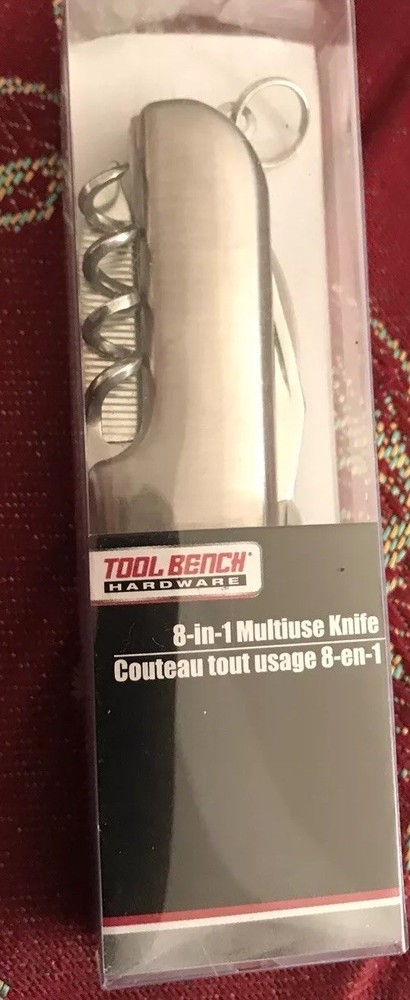 TOOL BENCH®
HARDWARE
8-in-1 Multiuse Knife
Couteau tout usage 8-en-1